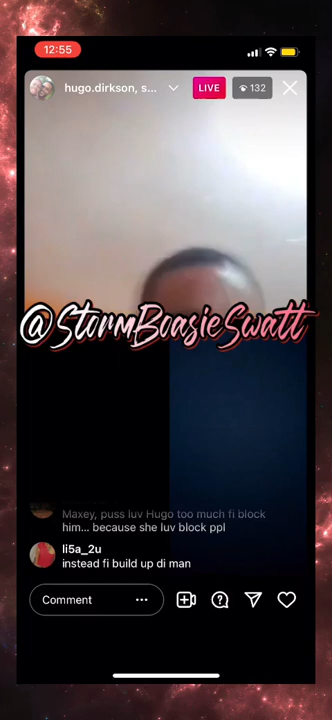 12:55
hugo.dirkson, s...
LIVE
132
@StormBoasieSwatt
Maxey, puss luv Hugo too much fi block
him... because she luv block ppl
li5a_2u
instead fi build up di man
Comment